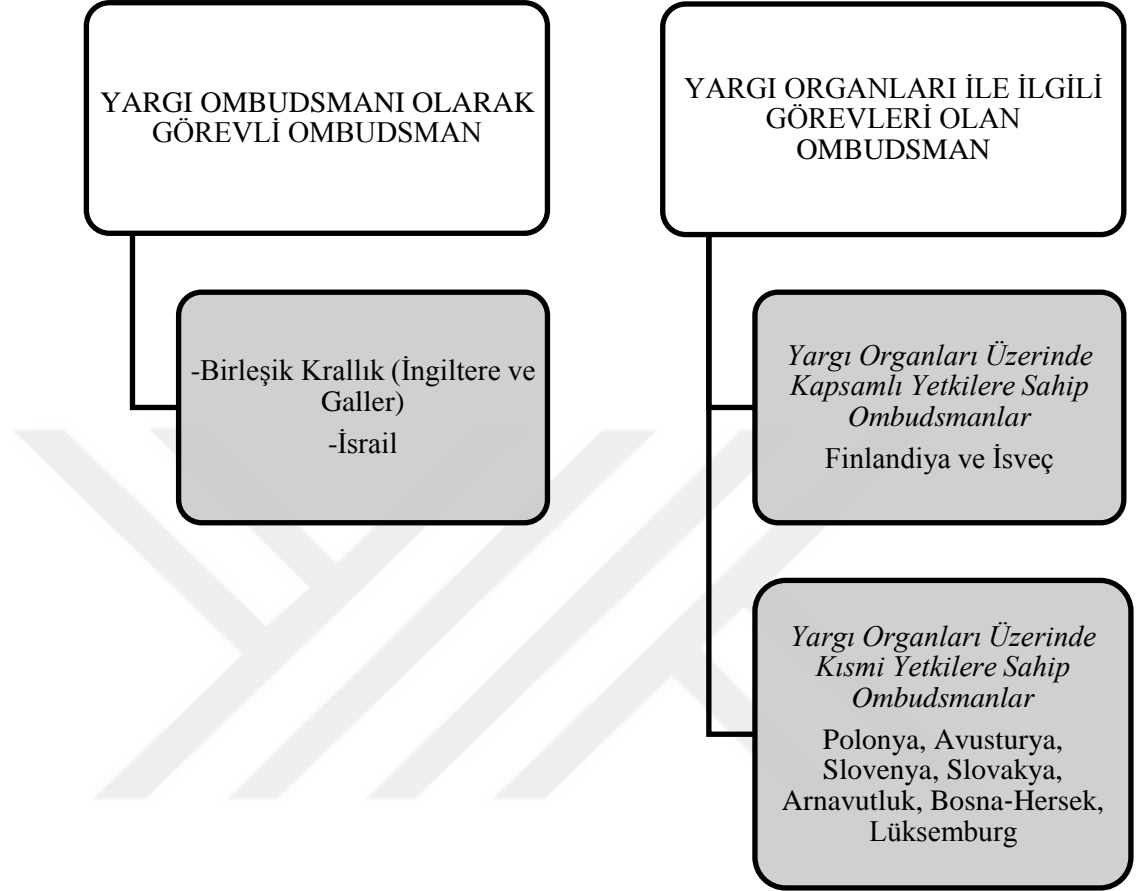 YARGI OMBUDSMANI OLARAK
GÖREVLİ OMBUDSMAN
-Birleşik Krallık (İngiltere ve
Galler)
-İsrail
YARGI ORGANLARI İLE İLGİLİ
GÖREVLERİ OLAN
OMBUDSMAN
Yargı Organları Üzerinde
Kapsamlı Yetkilere Sahip
Ombudsmanlar
Finlandiya ve İsveç
Yargı Organları Üzerinde
Kısmi Yetkilere Sahip
Ombudsmanlar
Polonya, Avusturya,
Slovenya, Slovakya,
Arnavutluk, Bosna-Hersek,
Lüksemburg